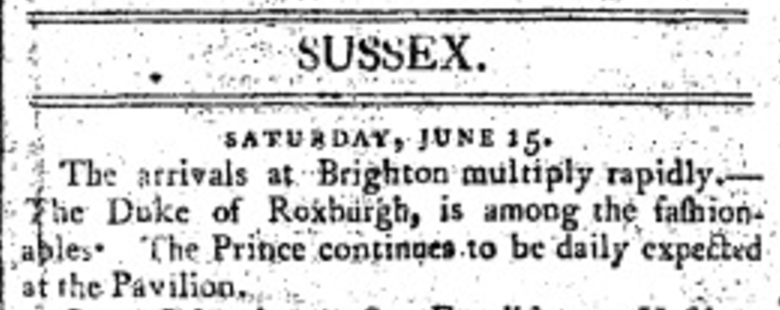 SUSSEX.
SATURDAY, JUNE 15.
The arrivals at Brighton multiply rapidly.—
The Duke of Roxburgh, is among the faſhion-
ables. The Prince continues to be daily expected
at the Pavilion.